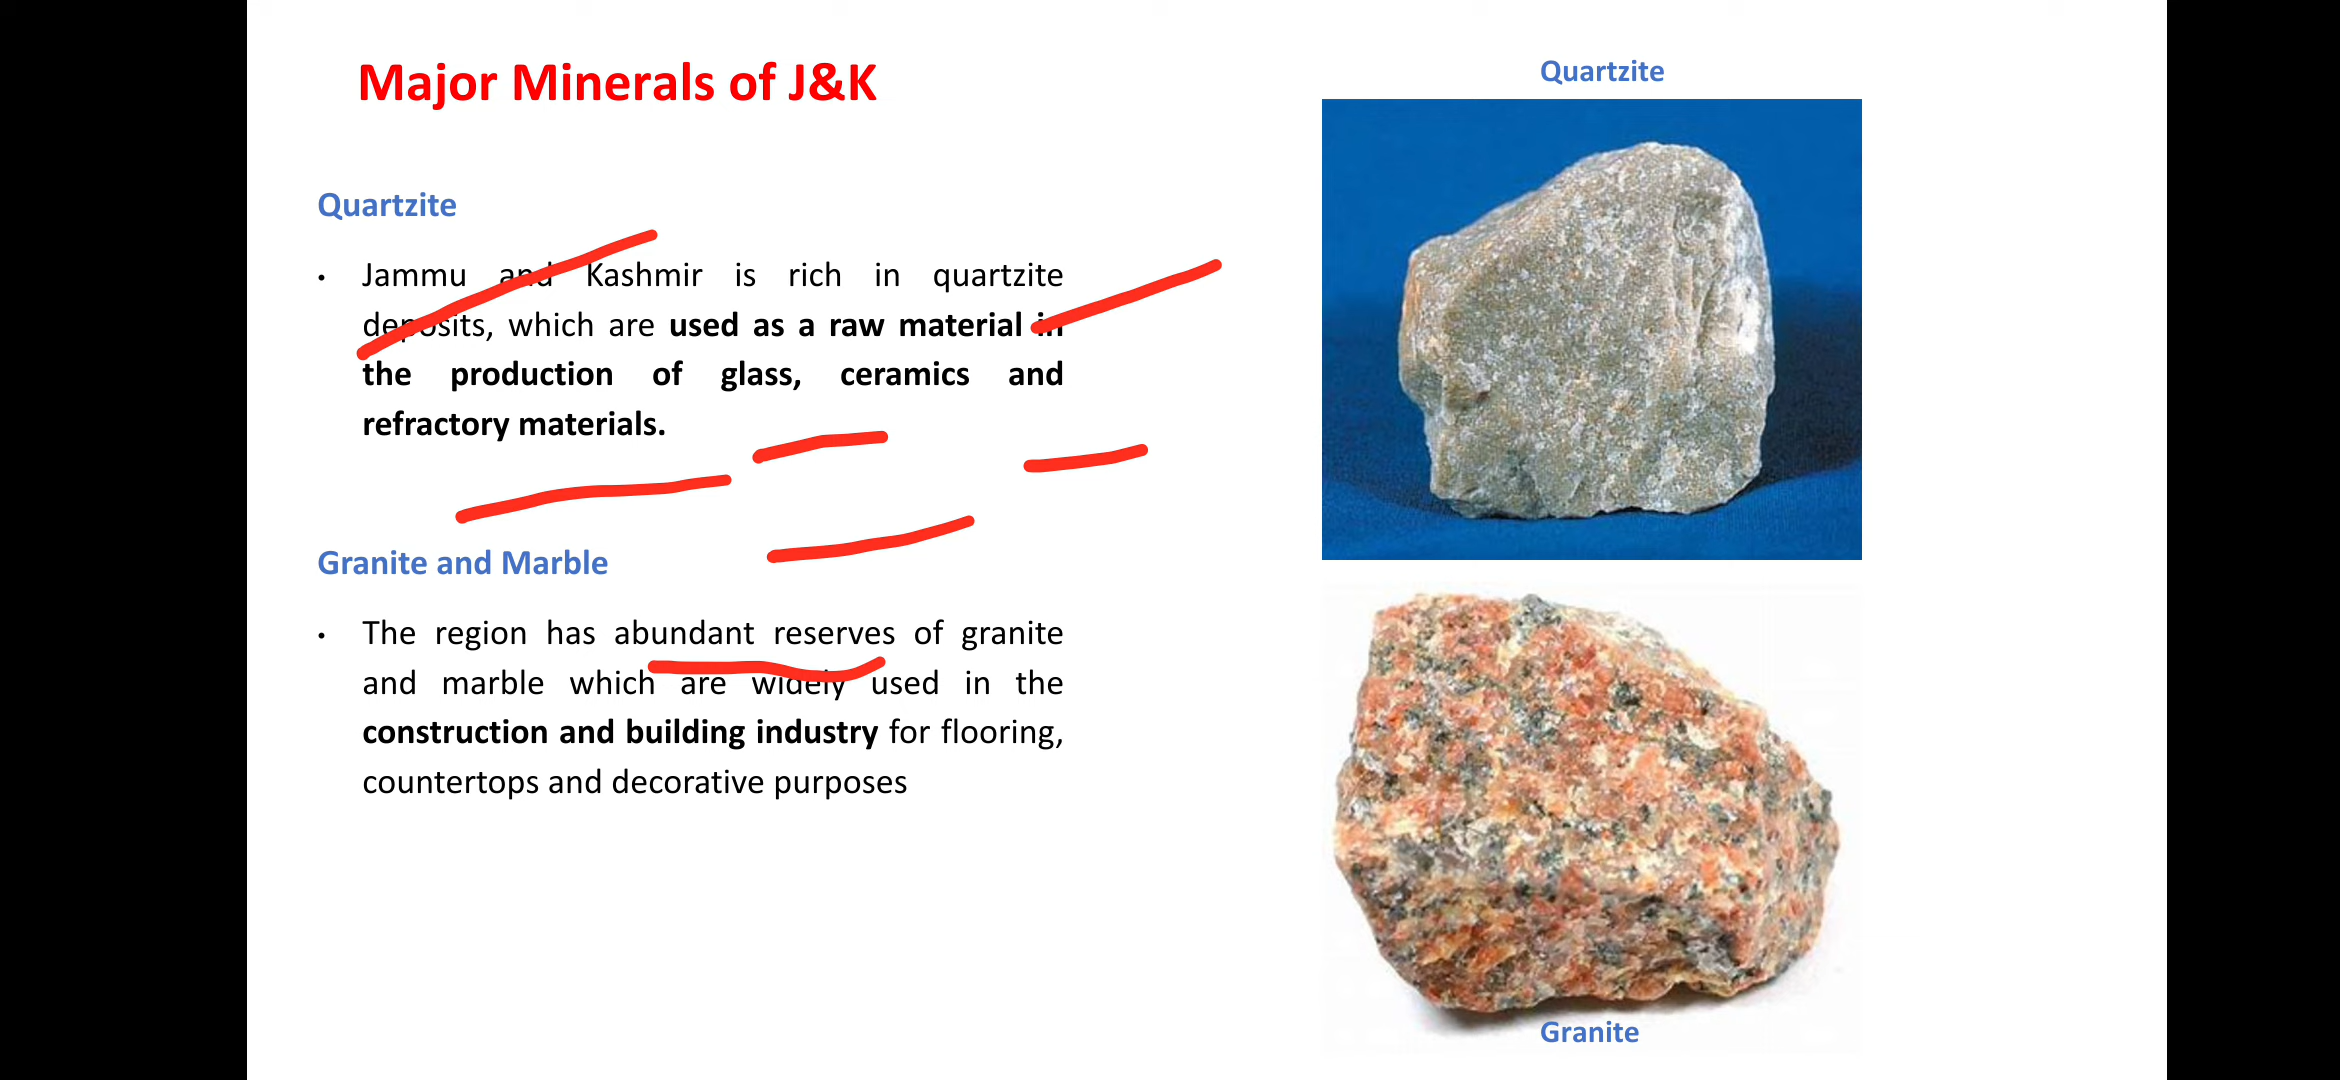 Major Minerals of J&K
Quartzite
• Jammu and Kashmir is rich in quartzite
deposits, which are used as a raw material in
the production of glass, ceramics and
refractory materials.
Granite and Marble
• The region has abundant reserves of granite
and marble which are widely used in the
construction and building industry for flooring,
countertops and decorative purposes
Quartzite
Granite